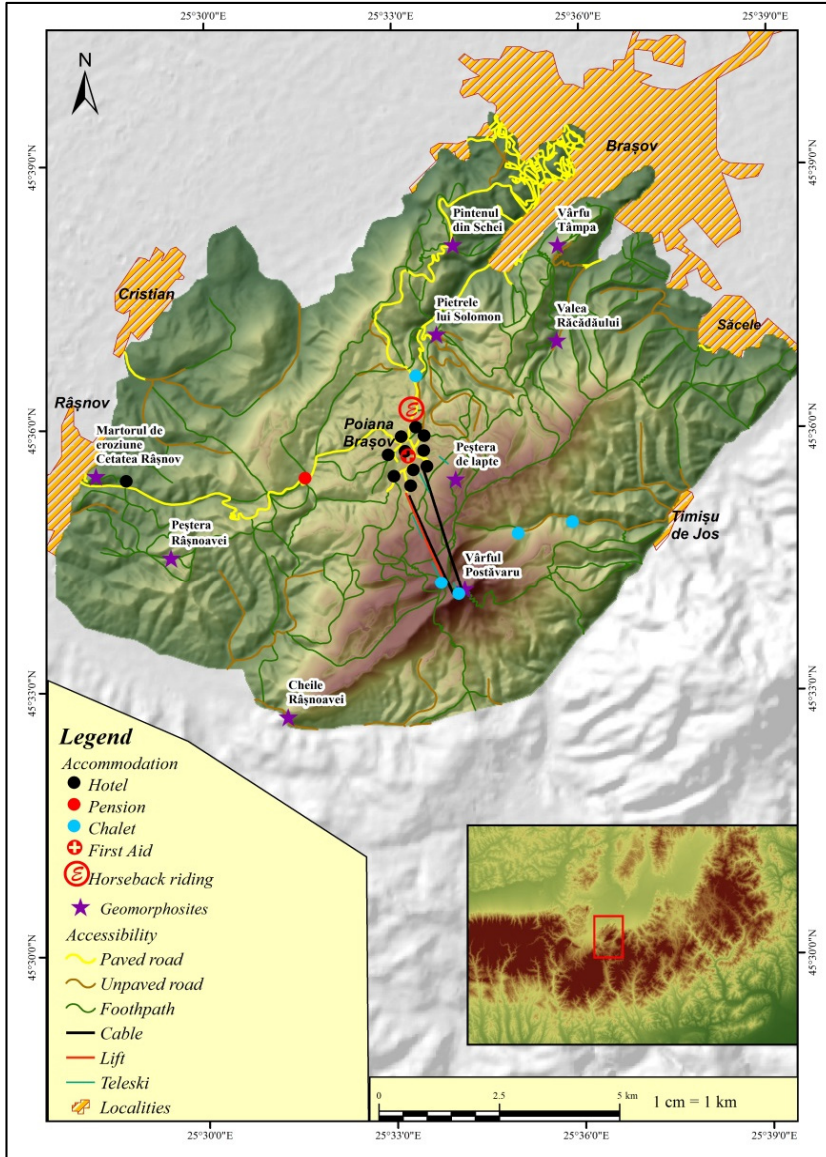 25°30'0"E
25°33'0"E
25°36'0"E
25°39'0"E
N
45°39'0"N
45°39'0"N
Brașov
Pintenul
din Schei
Vârfu
Tâmpa
Cristian
Pietrele
lui Solomon
Valea
Răcădăului
Săcele
Râșnov
45°36'0"N
45°36'0"N
Martorul de
eroziune
Cetatea Râșnov
Poiana
Brașov
Peștera
de lapte
Timișu
de Jos
Peștera
Râșnoavei
Vârful
Postăvaru
45°33'0"N
45°33'0"N
Cheile
Râșnoavei
Legend
Accommodation
Hotel
Pension
Chalet
First Aid
Horseback riding
Geomorphosites
Accessibility
Paved road
Unpaved road
Foothpath
Cable
Lift
Teleski
Localities
45°30'0"N
45°30'0"N
0
2.5
5 km
1 cm = 1 km
25°30'0"E
25°33'0"E
25°36'0"E
25°39'0"E